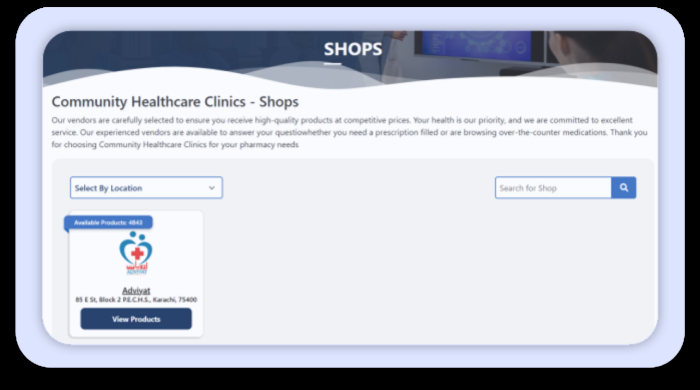 SHOPS
Community Healthcare Clinics - Shops
Our vendors are carefully selected to ensure you receive high-quality products at competitive prices. Your health is our priority, and we are committed to excellent
service. Our experienced vendors are available to answer your questiowhether you need a prescription filled or are browsing over-the-counter medications. Thank you
for choosing Community Healthcare Clinics for your pharmacy needs
Select By Location
Search for Shop
Available Products: 4843
Adviyat
85 E St, Block 2 P.E.C.H.S., Karachi, 75400
View Products